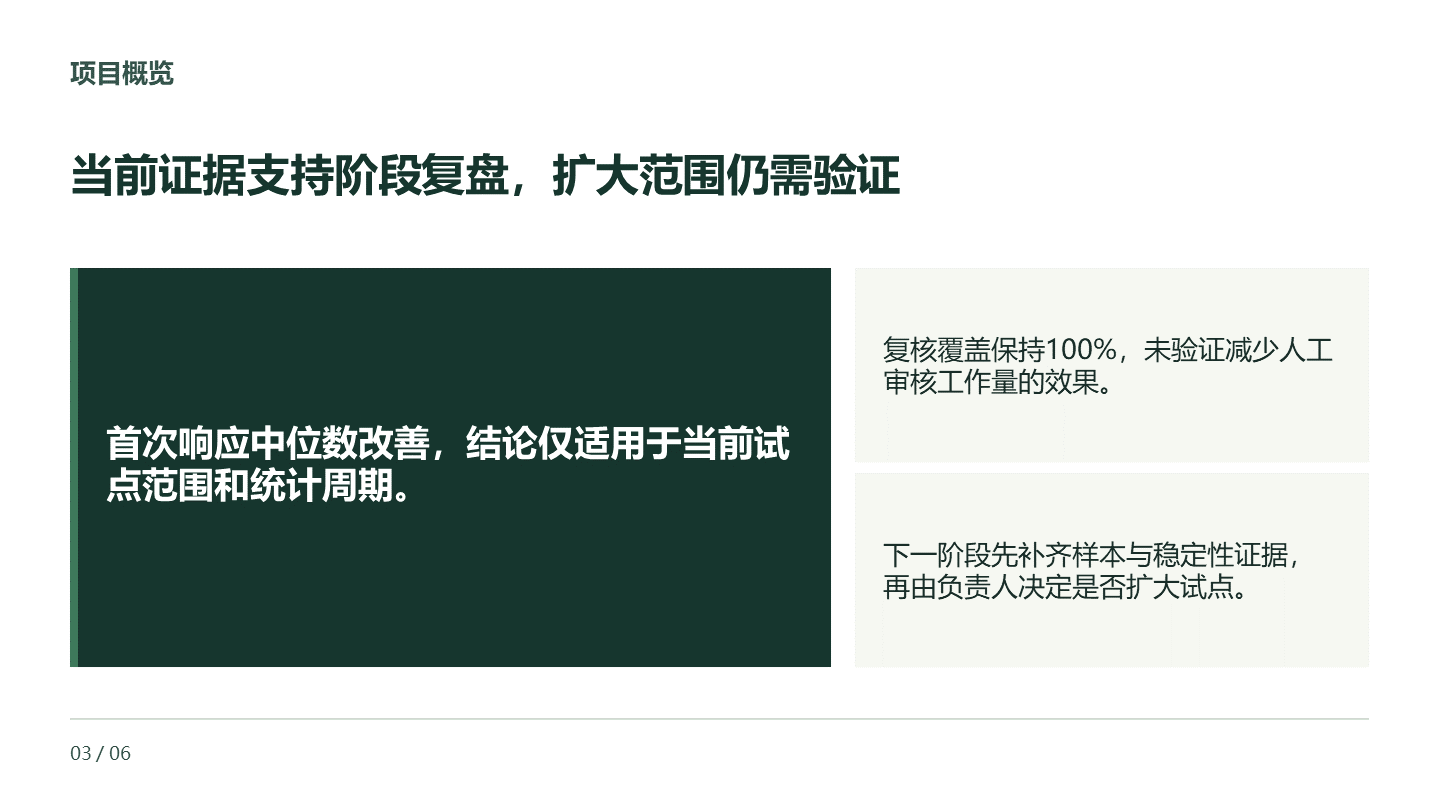 项目概览
当前证据支持阶段复盘，扩大范围仍需验证
首次响应中位数改善，结论仅适用于当前试
点范围和统计周期。
复核覆盖保持100%，未验证减少人工
审核工作量的效果。
下一阶段先补齐样本与稳定性证据，
再由负责人决定是否扩大试点。
03 / 06